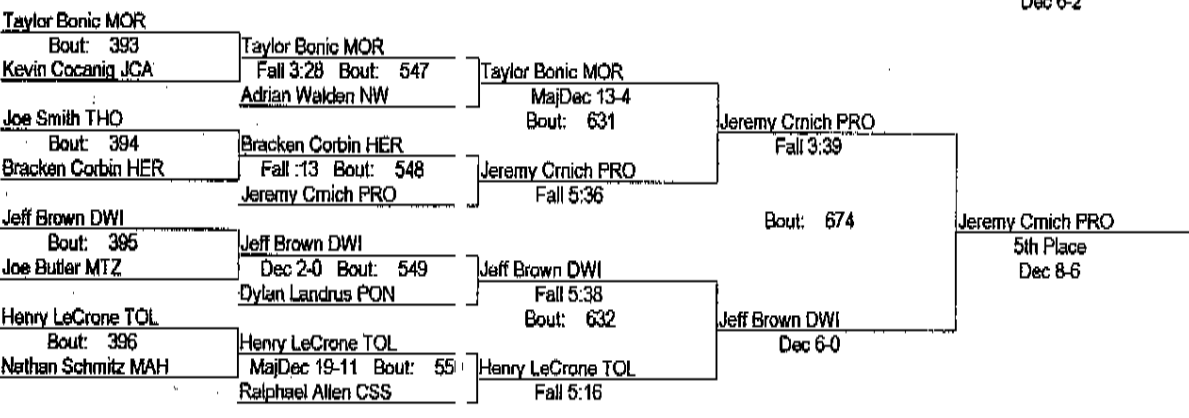 Dec 6-2
Taylor Bonic MOR
Bout: 393
Kevin Cocanig JCA
Joe Smith THO
Bout: 394
Bracken Corbin HER
Jeff Brown DWI
Bout: 395
Joe Butler MTZ
Henry LeCrone TOL
Bout: 396
Nathan Schmitz MAH
Taylor Bonic MOR
Fall 3:28 Bout: 547
Adrian Walden NW
Bracken Corbin HER
Fall :13 Bout: 548
Jeremy Crnich PRO
Jeff Brown DWI
Dec 2-0 Bout: 549
Dylan Landrus PON
Henry LeCrone TOL
MajDec 19-11 Bout: 55
Ralphael Allen CSS
Taylor Bonic MOR
MajDec 13-4
Bout: 631
Jeremy Crnich PRO
Fall 5:36
Jeff Brown DWI
Fall 5:38
Bout: 632
Henry LeCrone TOL
Fall 5:16
Jeremy Crnich PRO
Fall 3:39
Bout: 674
Jeff Brown DWI
Dec 6-0
Jeremy Crnich PRO
5th Place
Dec 8-6